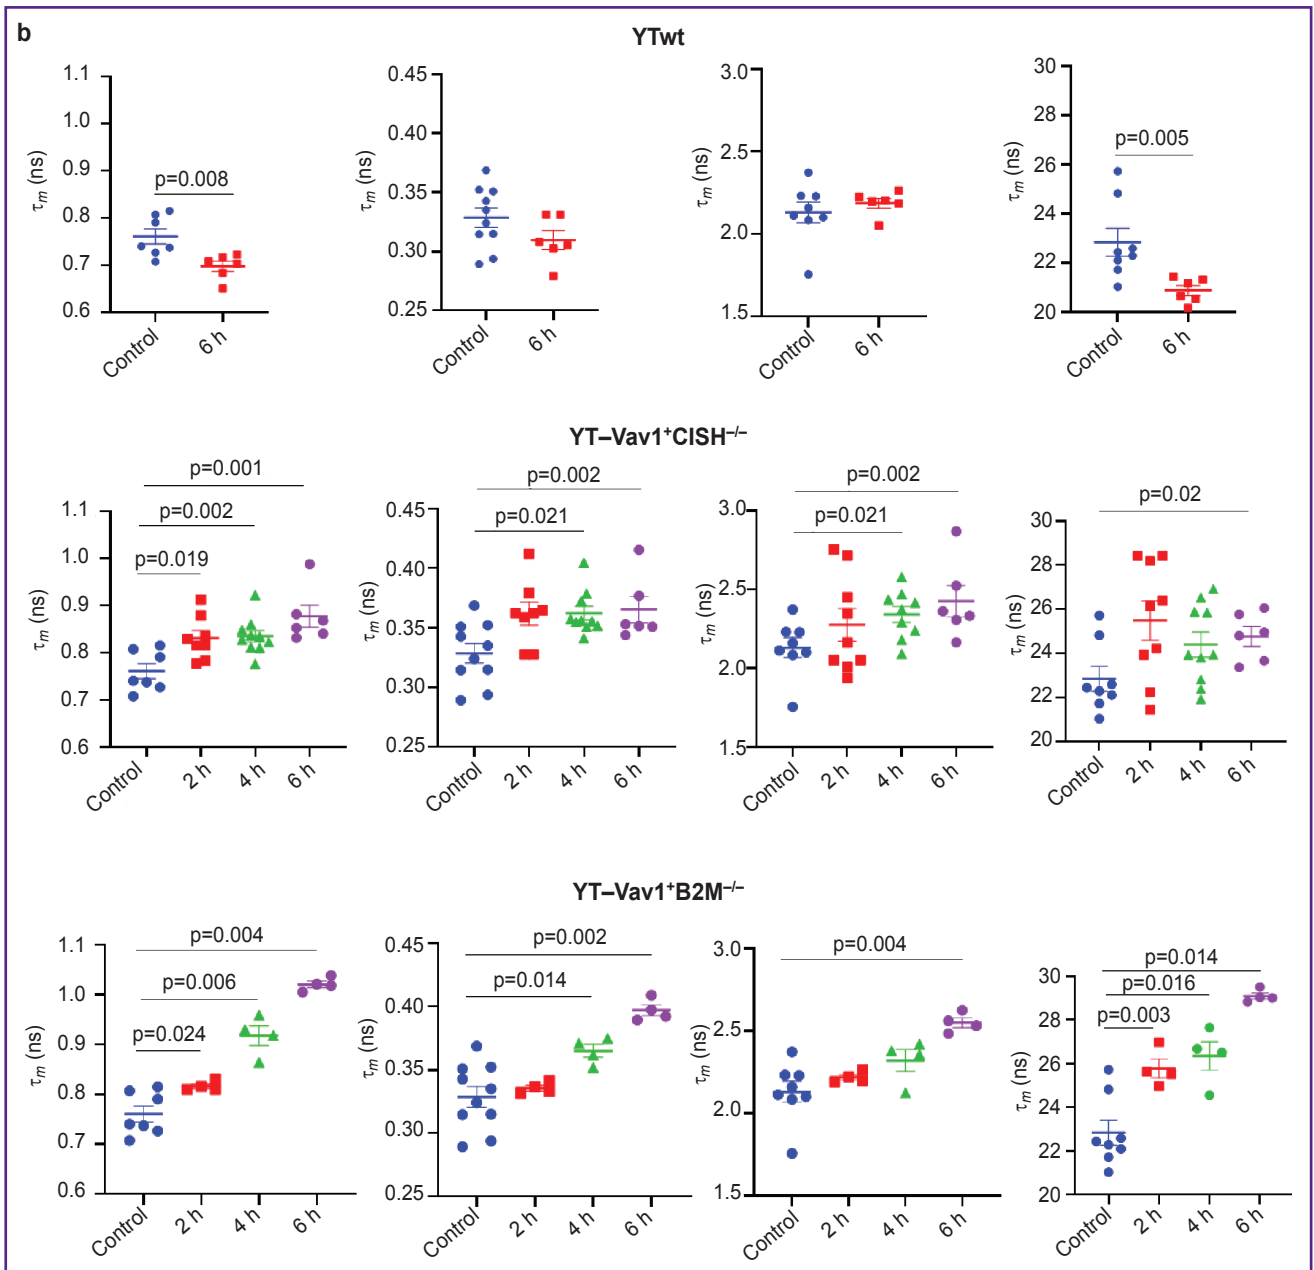 b
YTwt
1.1
1.0
0.9
0.8
0.7
0.6
τm (ns)
p=0.008
Control
6 h
0.45
0.40
0.35
0.30
0.25
τm (ns)
Control
6 h
3.0
2.5
2.0
1.5
τm (ns)
Control
6 h
30
28
26
24
22
20
τm (ns)
p=0.005
Control
6 h
YT–Vav1⁺CISH⁻/⁻
p=0.001
p=0.002
p=0.019
1.1
1.0
0.9
0.8
0.7
0.6
τm (ns)
Control
2 h
4 h
6 h
p=0.002
p=0.021
0.45
0.40
0.35
0.30
0.25
τm (ns)
Control
2 h
4 h
6 h
p=0.002
p=0.021
3.0
2.5
2.0
1.5
τm (ns)
Control
2 h
4 h
6 h
p=0.02
30
28
26
24
22
20
τm (ns)
Control
2 h
4 h
6 h
YT–Vav1⁺B2M⁻/⁻
p=0.004
p=0.006
p=0.024
1.1
1.0
0.9
0.8
0.7
0.6
τm (ns)
Control
2 h
4 h
6 h
p=0.002
p=0.014
0.45
0.40
0.35
0.30
0.25
τm (ns)
Control
2 h
4 h
6 h
p=0.004
3.0
2.5
2.0
1.5
τm (ns)
Control
2 h
4 h
6 h
p=0.014
p=0.016
p=0.003
30
28
26
24
22
20
τm (ns)
Control
2 h
4 h
6 h